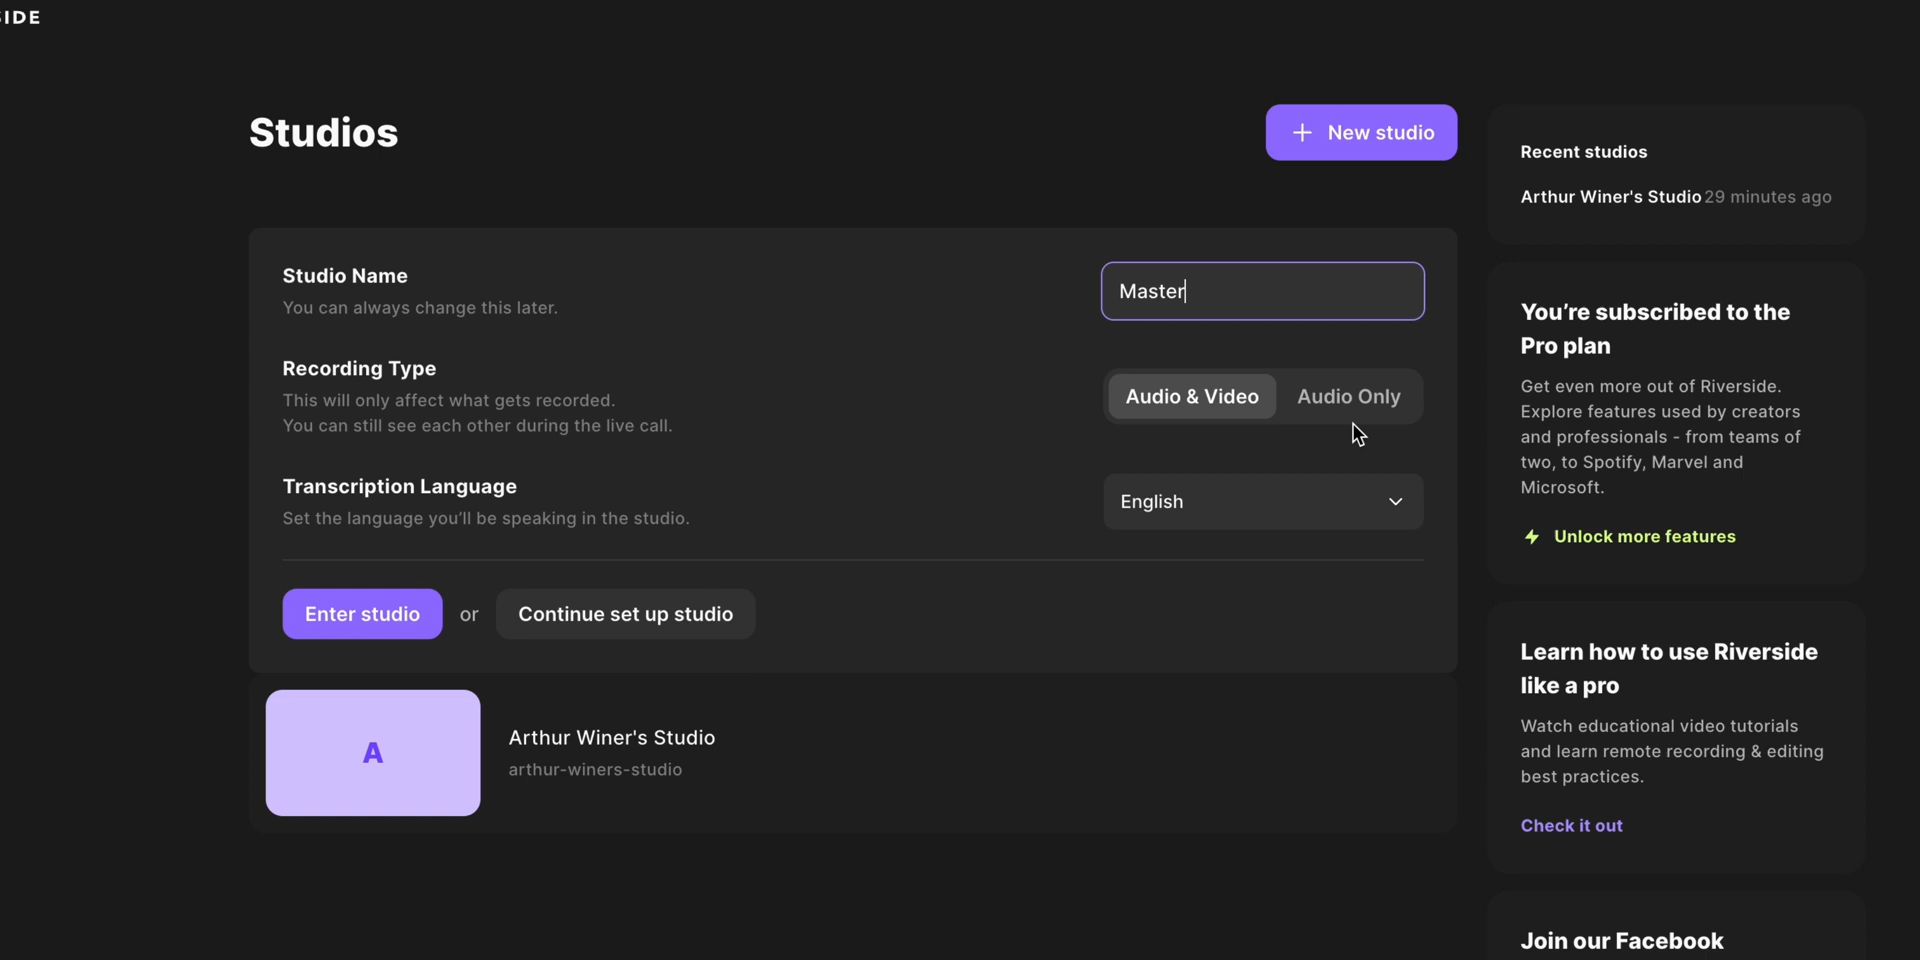 SIDE
Studios
New studio
Studio Name
You can always change this later.
Master
Recording Type
This will only affect what gets recorded.
You can still see each other during the live call.
Audio & Video
Audio Only
Transcription Language
Set the language you'll be speaking in the studio.
English
Enter studio
or
Continue set up studio
A
Arthur Winer's Studio
arthur-winers-studio
Recent studios
Arthur Winer's Studio 29 minutes ago
You’re subscribed to the
Pro plan
Get even more out of Riverside.
Explore features used by creators
and professionals - from teams of
two, to Spotify, Marvel and
Microsoft.
Unlock more features
Learn how to use Riverside
like a pro
Watch educational video tutorials
and learn remote recording & editing
best practices.
Check it out
Join our Facebook